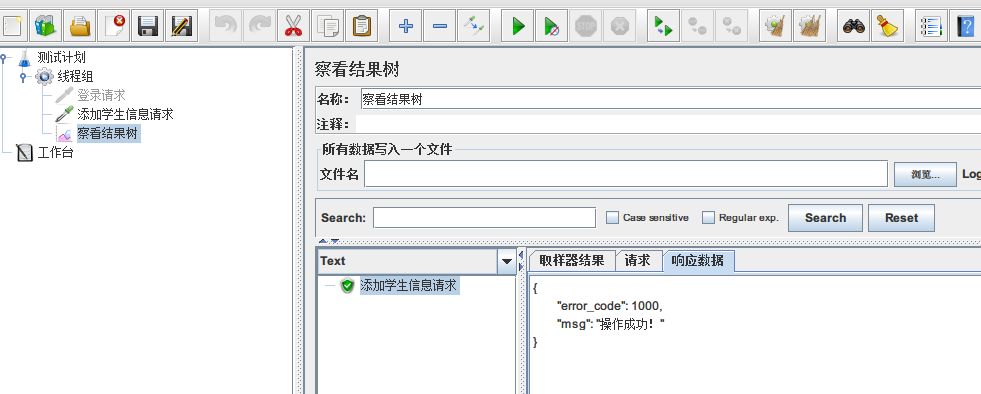 测试计划
线程组
登录请求
添加学生信息请求
察看结果树
工作台
察看结果树
名称： 察看结果树
注释：
所有数据写入一个文件
文件名 浏览... Log
Search: Case sensitive Regular exp. Search Reset
Text 取样器结果 请求 响应数据
添加学生信息请求
{
"error_code": 1000,
"msg": "操作成功！"
}